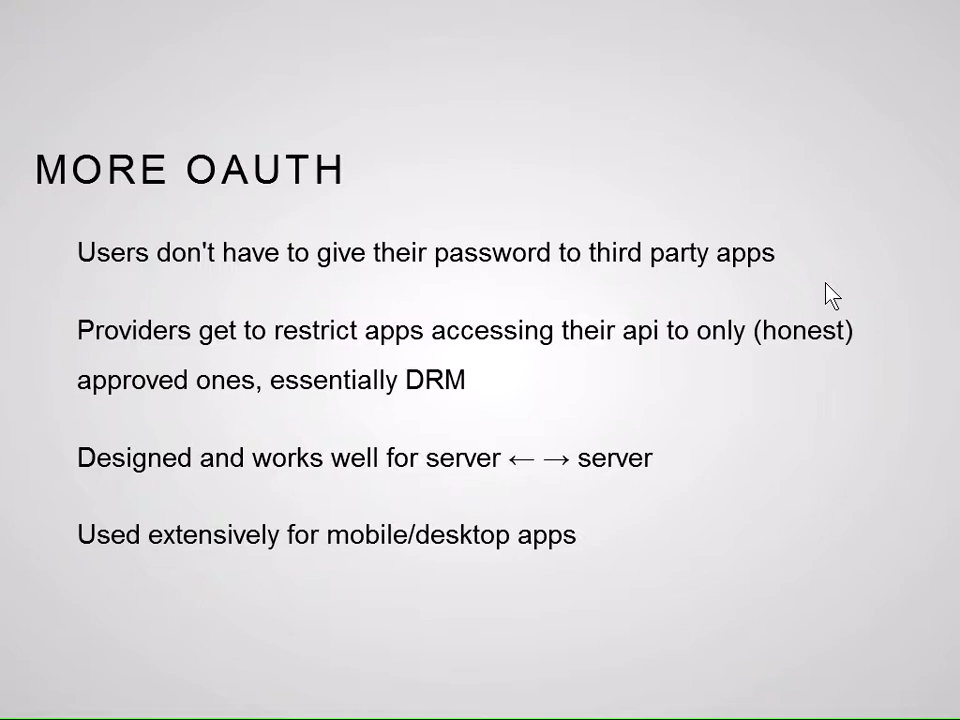 MORE OAUTH
Users don't have to give their password to third party apps
Providers get to restrict apps accessing their api to only (honest)
approved ones, essentially DRM
Designed and works well for server ← → server
Used extensively for mobile/desktop apps